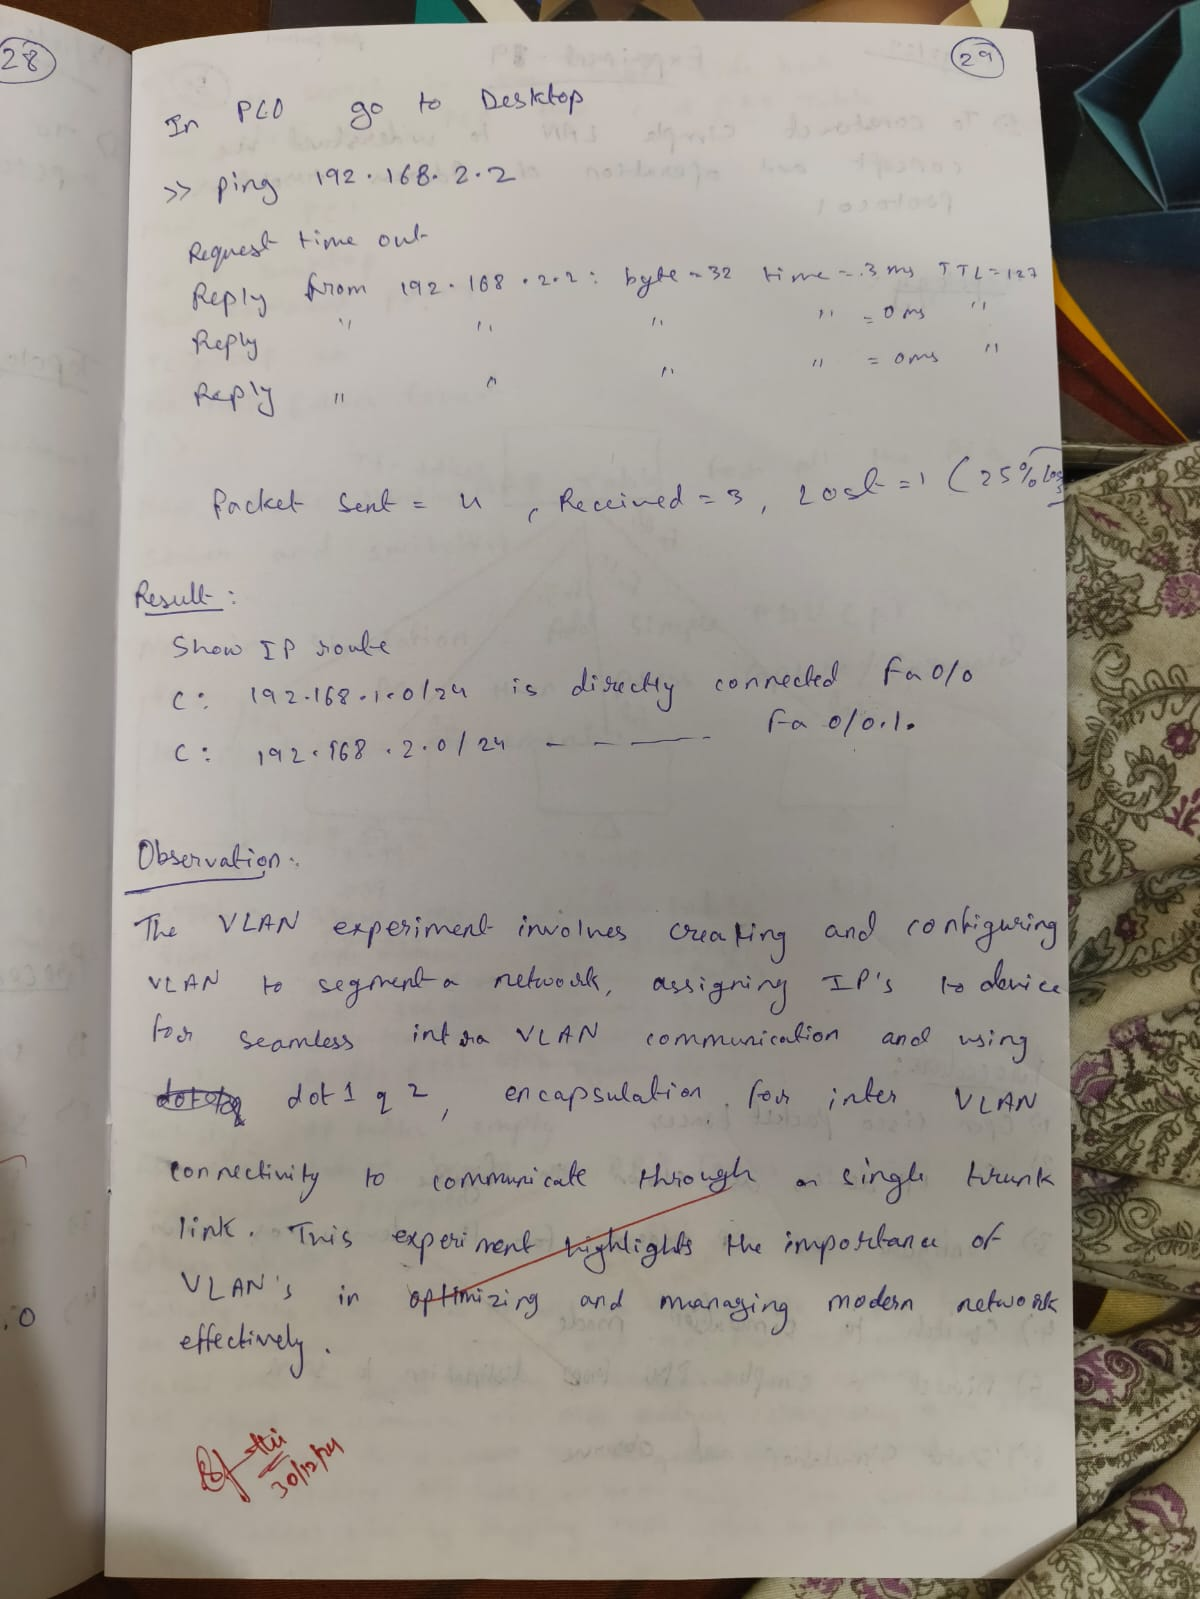 28
29
In PC0 go to Desktop
>> ping 192.168.2.2
Request time out
Reply from 192.168.2.2: byte = 32 time = 3 ms TTL = 127
Reply " " " " = 0 ms "
Reply " " " " = 0ms "
Packet Sent = 4, Received = 3, Lost = 1 (25% loss
Result:
Show IP route
C: 192.168.1.0/24 is directly connected Fa0/0
C: 192.168.2.0/24 - - — Fa 0/0.1.
Observation:
The VLAN experiment involves creating and configuring
VLAN to segment a network, assigning IP's to device
for seamless intra VLAN communication and using
dot 1 q 2, encapsulation for inter VLAN
connectivity to communicate through a single trunk
link. This experiment highlights the importance of
VLAN's in optimizing and managing modern network
effectively.
.0
30/12/24